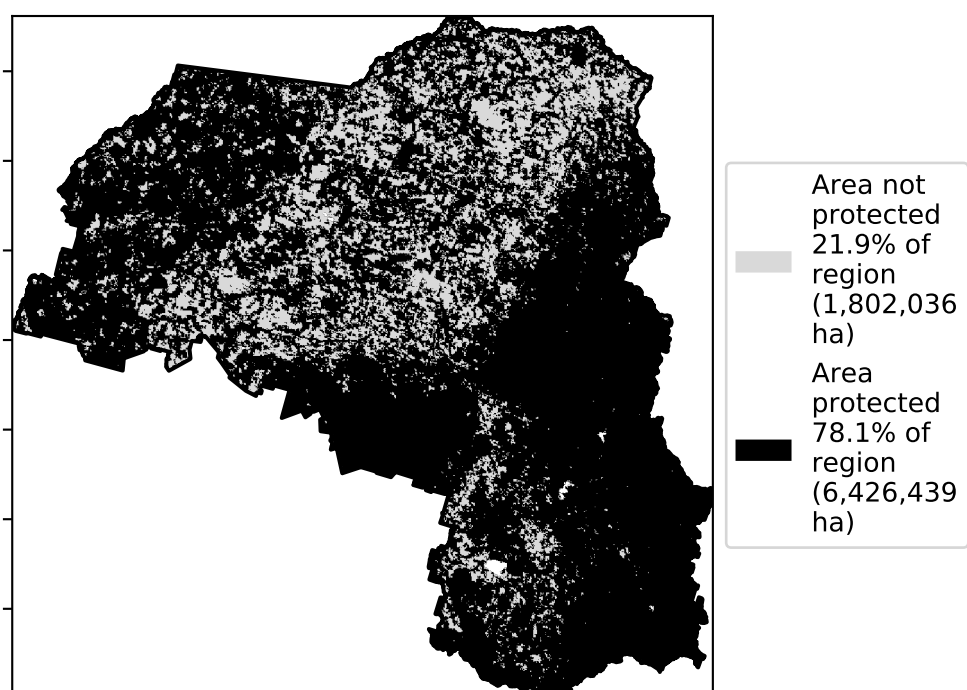 Area not
protected
21.9% of
region
(1,802,036
ha)
Area
protected
78.1% of
region
(6,426,439
ha)